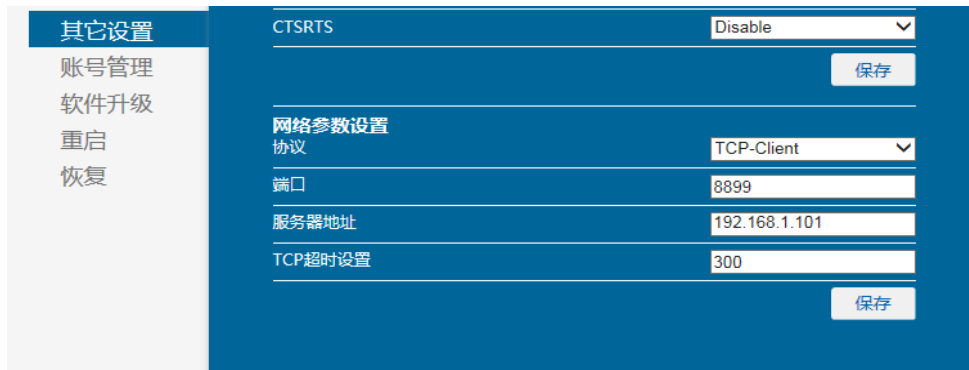 其它设置
账号管理
软件升级
重启
恢复
CTSRTS Disable
保存
网络参数设置
协议 TCP-Client
端口 8899
服务器地址 192.168.1.101
TCP超时设置 300
保存